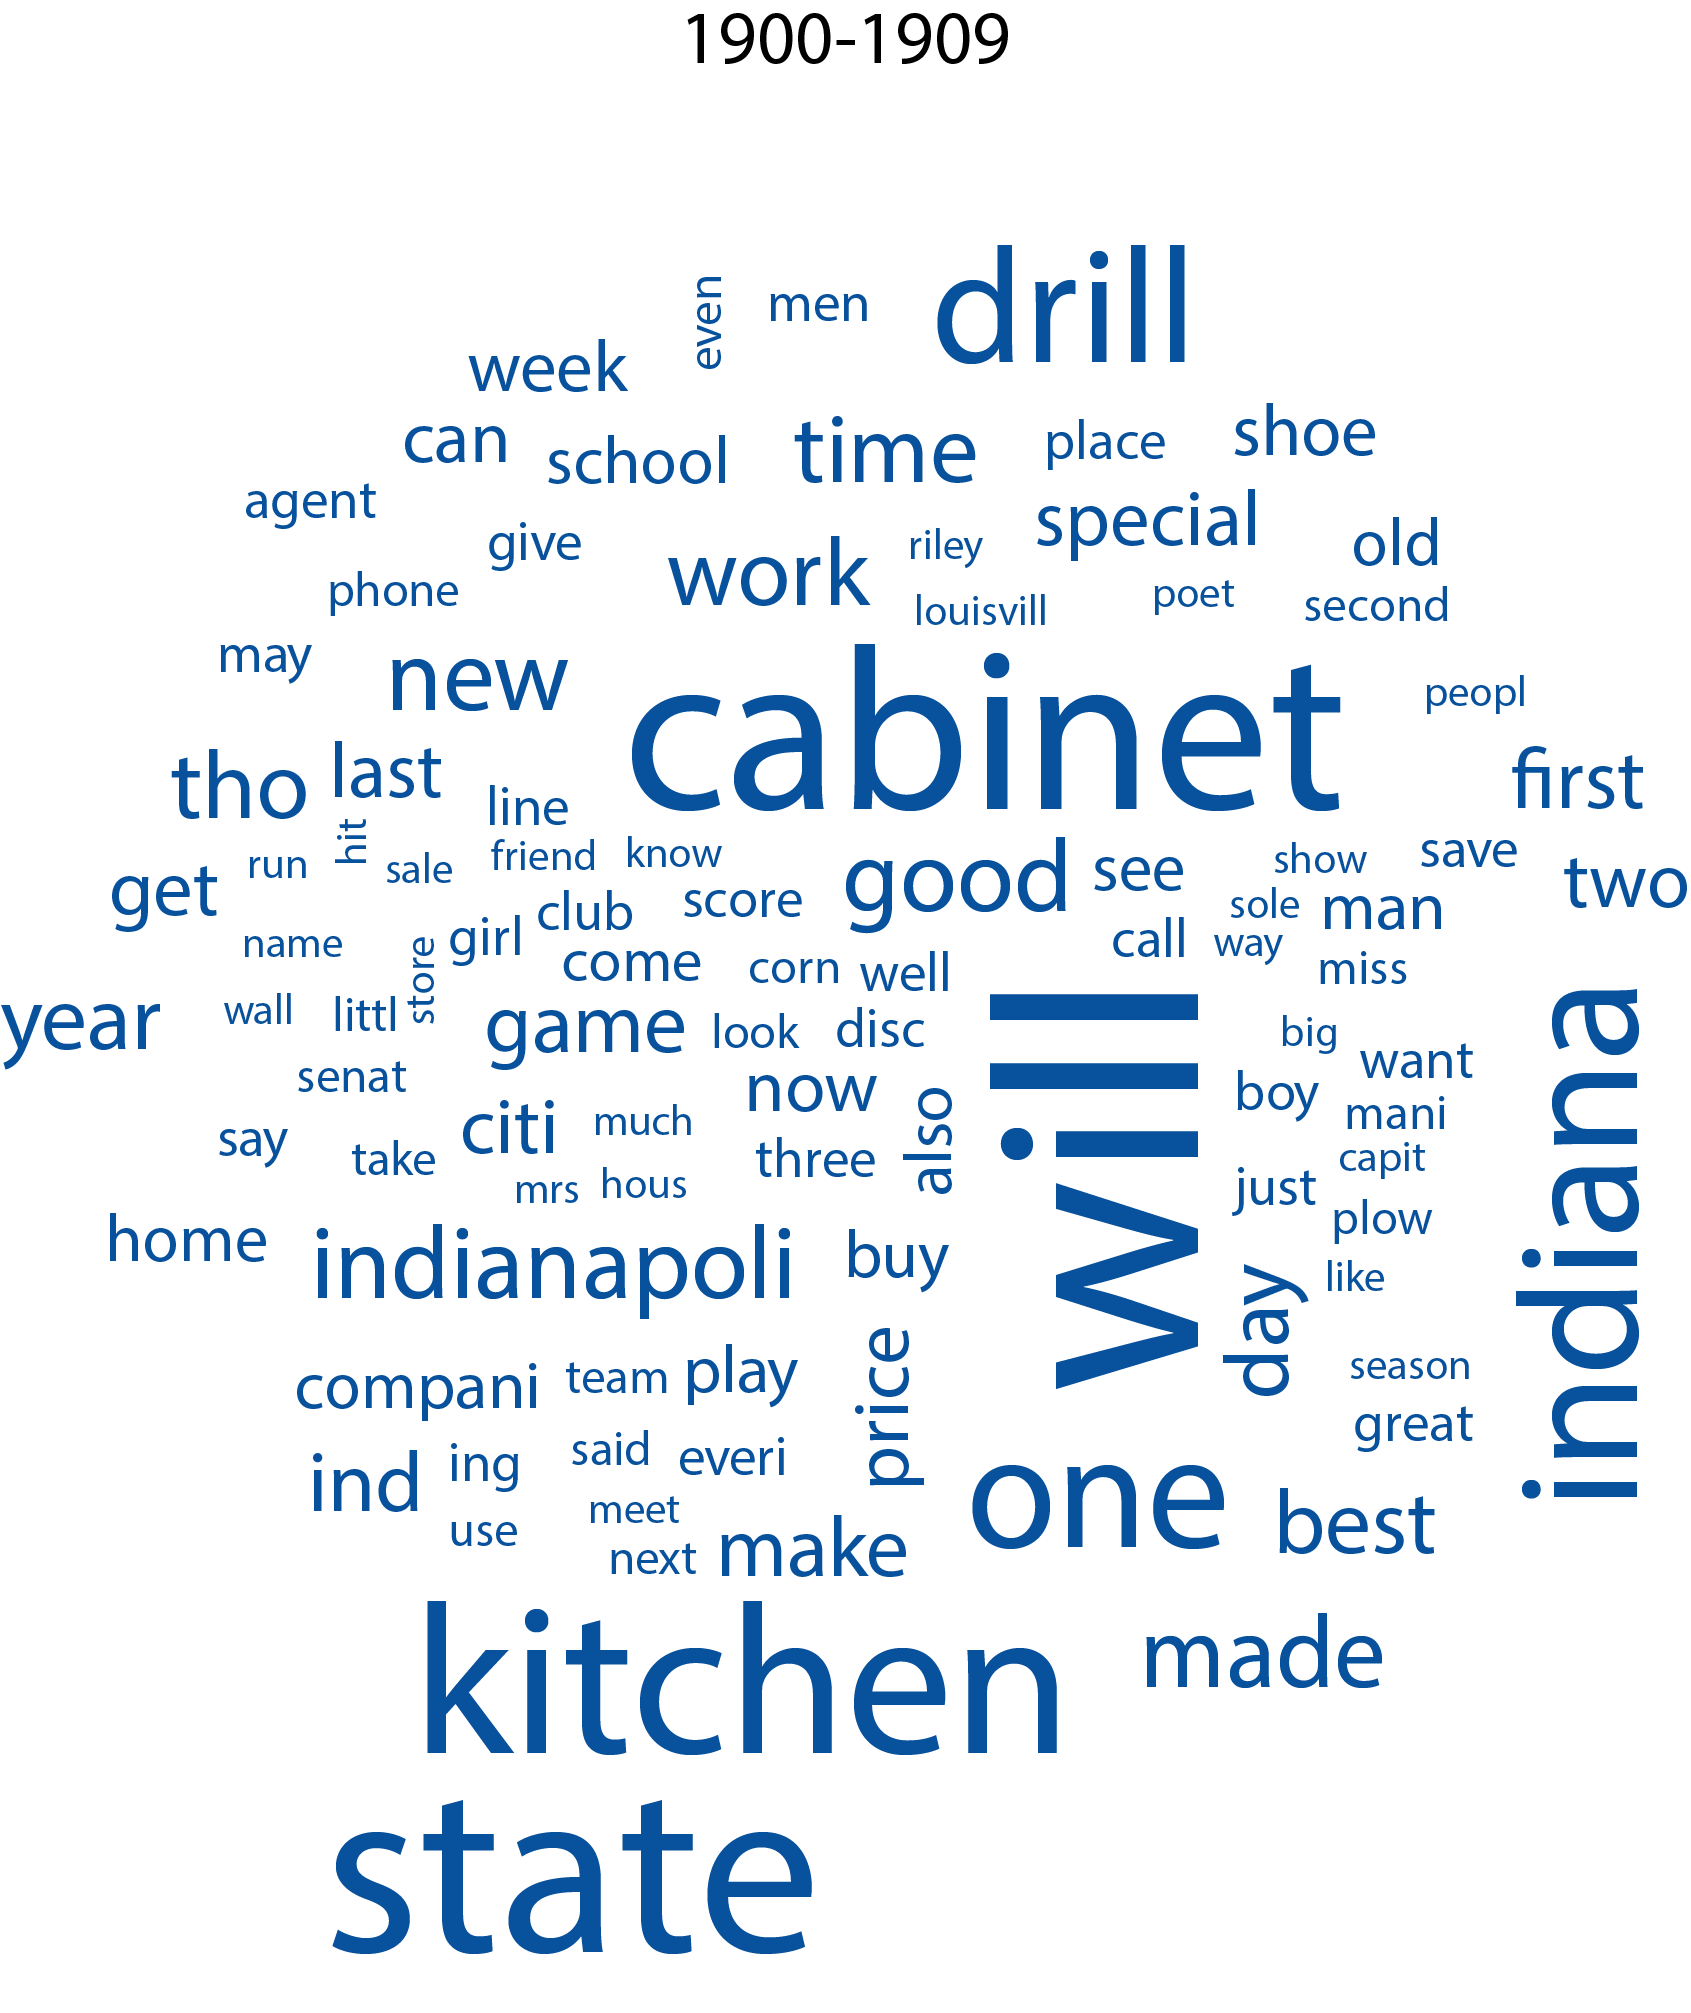 1900-1909
drill
even
men
week
can
school
time
place
shoe
agent
give
work
riley
special
old
phone
louisvill
poet
second
may
new
cabinet
peopl
tho
last
line
first
hit
run
sale
friend
know
good
see
show
save
get
club
score
sole
man
two
name
store
girl
come
corn
well
call
way
miss
year
wall
littl
game
look
disc
will
big
want
indiana
senat
now
also
boy
mani
say
take
citi
much
three
capit
mrs
hous
just
plow
home
indianapoli
buy
day
like
compani
team
play
price
season
great
ind
ing
said
everi
one
best
use
meet
next
make
kitchen
made
state